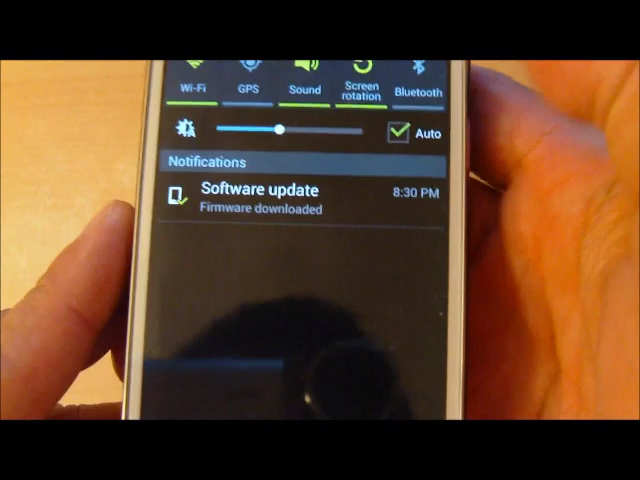 Wi-Fi GPS Sound Screen rotation Bluetooth
Auto
Notifications
Software update 8:30 PM
Firmware downloaded